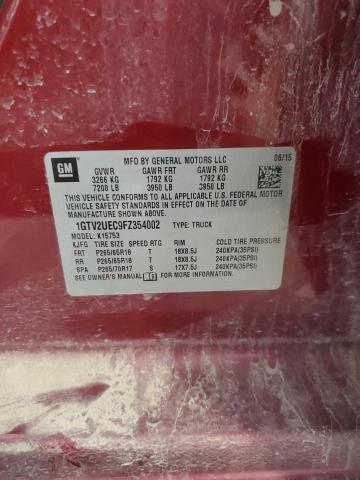 GM
MFD BY GENERAL MOTORS LLC 06/15
GVWR GAWR FRT GAWR RR
3266 KG 1792 KG 1792 KG
7200 LB 3950 LB 3950 LB
THIS VEHICLE CONFORMS TO ALL APPLICABLE U.S. FEDERAL MOTOR
VEHICLE SAFETY STANDARDS IN EFFECT ON THE DATE OF
MANUFACTURE SHOWN ABOVE.
1GTV2UEC9FZ354002 TYPE: TRUCK
MODEL: K15753
KJFG TIRE SIZE SPEED RTG RIM COLD TIRE PRESSURE
FRT P265/65R18 T 18X8.5J 240KPA(35PSI)
RR P265/65R18 T 18X8.5J 240KPA(35PSI)
SPA P265/70R17 S 17X7.5J 240KPA(35PSI)
SEE OWNER MANUAL FOR MORE INFORMATION.